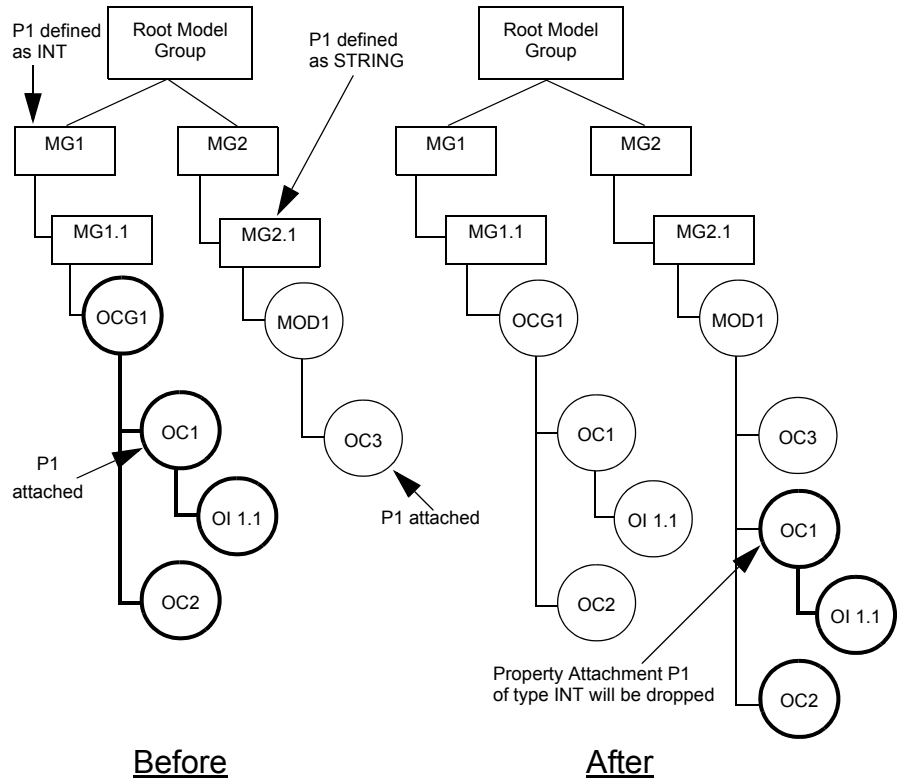 P1 defined
as INT
Root Model
Group
P1 defined
as STRING
MG1
MG2
MG1.1
MG2.1
OCG1
MOD1
OC1
OC3
P1
attached
OI 1.1
P1 attached
OC2
Before
Root Model
Group
MG1
MG2
MG1.1
MG2.1
OCG1
MOD1
OC1
OC3
OI 1.1
OC1
OC2
OI 1.1
Property Attachment P1
of type INT will be dropped
OC2
After